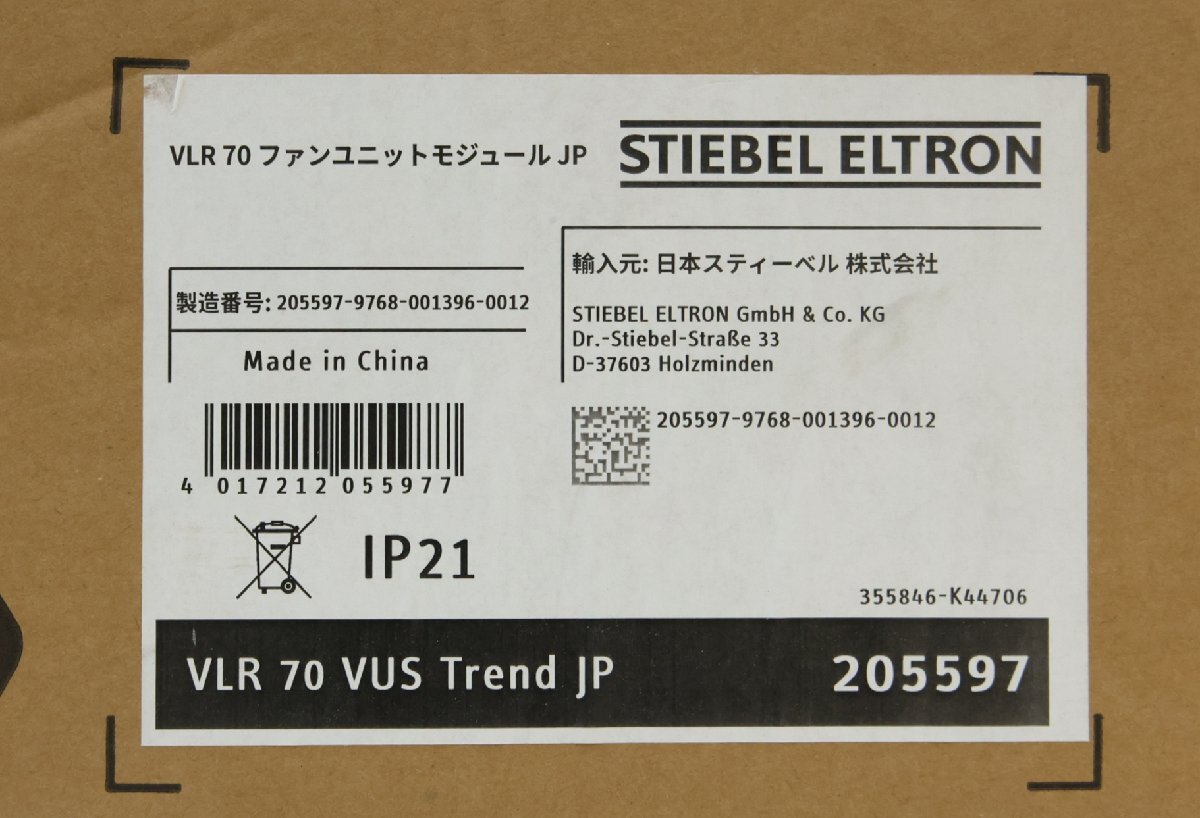 VLR 70 ファンユニットモジュール JP
STIEBEL ELTRON
製造番号: 205597-9768-001396-0012
Made in China
輸入元: 日本スティーベル 株式会社
STIEBEL ELTRON GmbH & Co. KG
Dr.-Stiebel-Straße 33
D-37603 Holzminden
205597-9768-001396-0012
4 017212 055977
IP21
355846-K44706
VLR 70 VUS Trend JP
205597